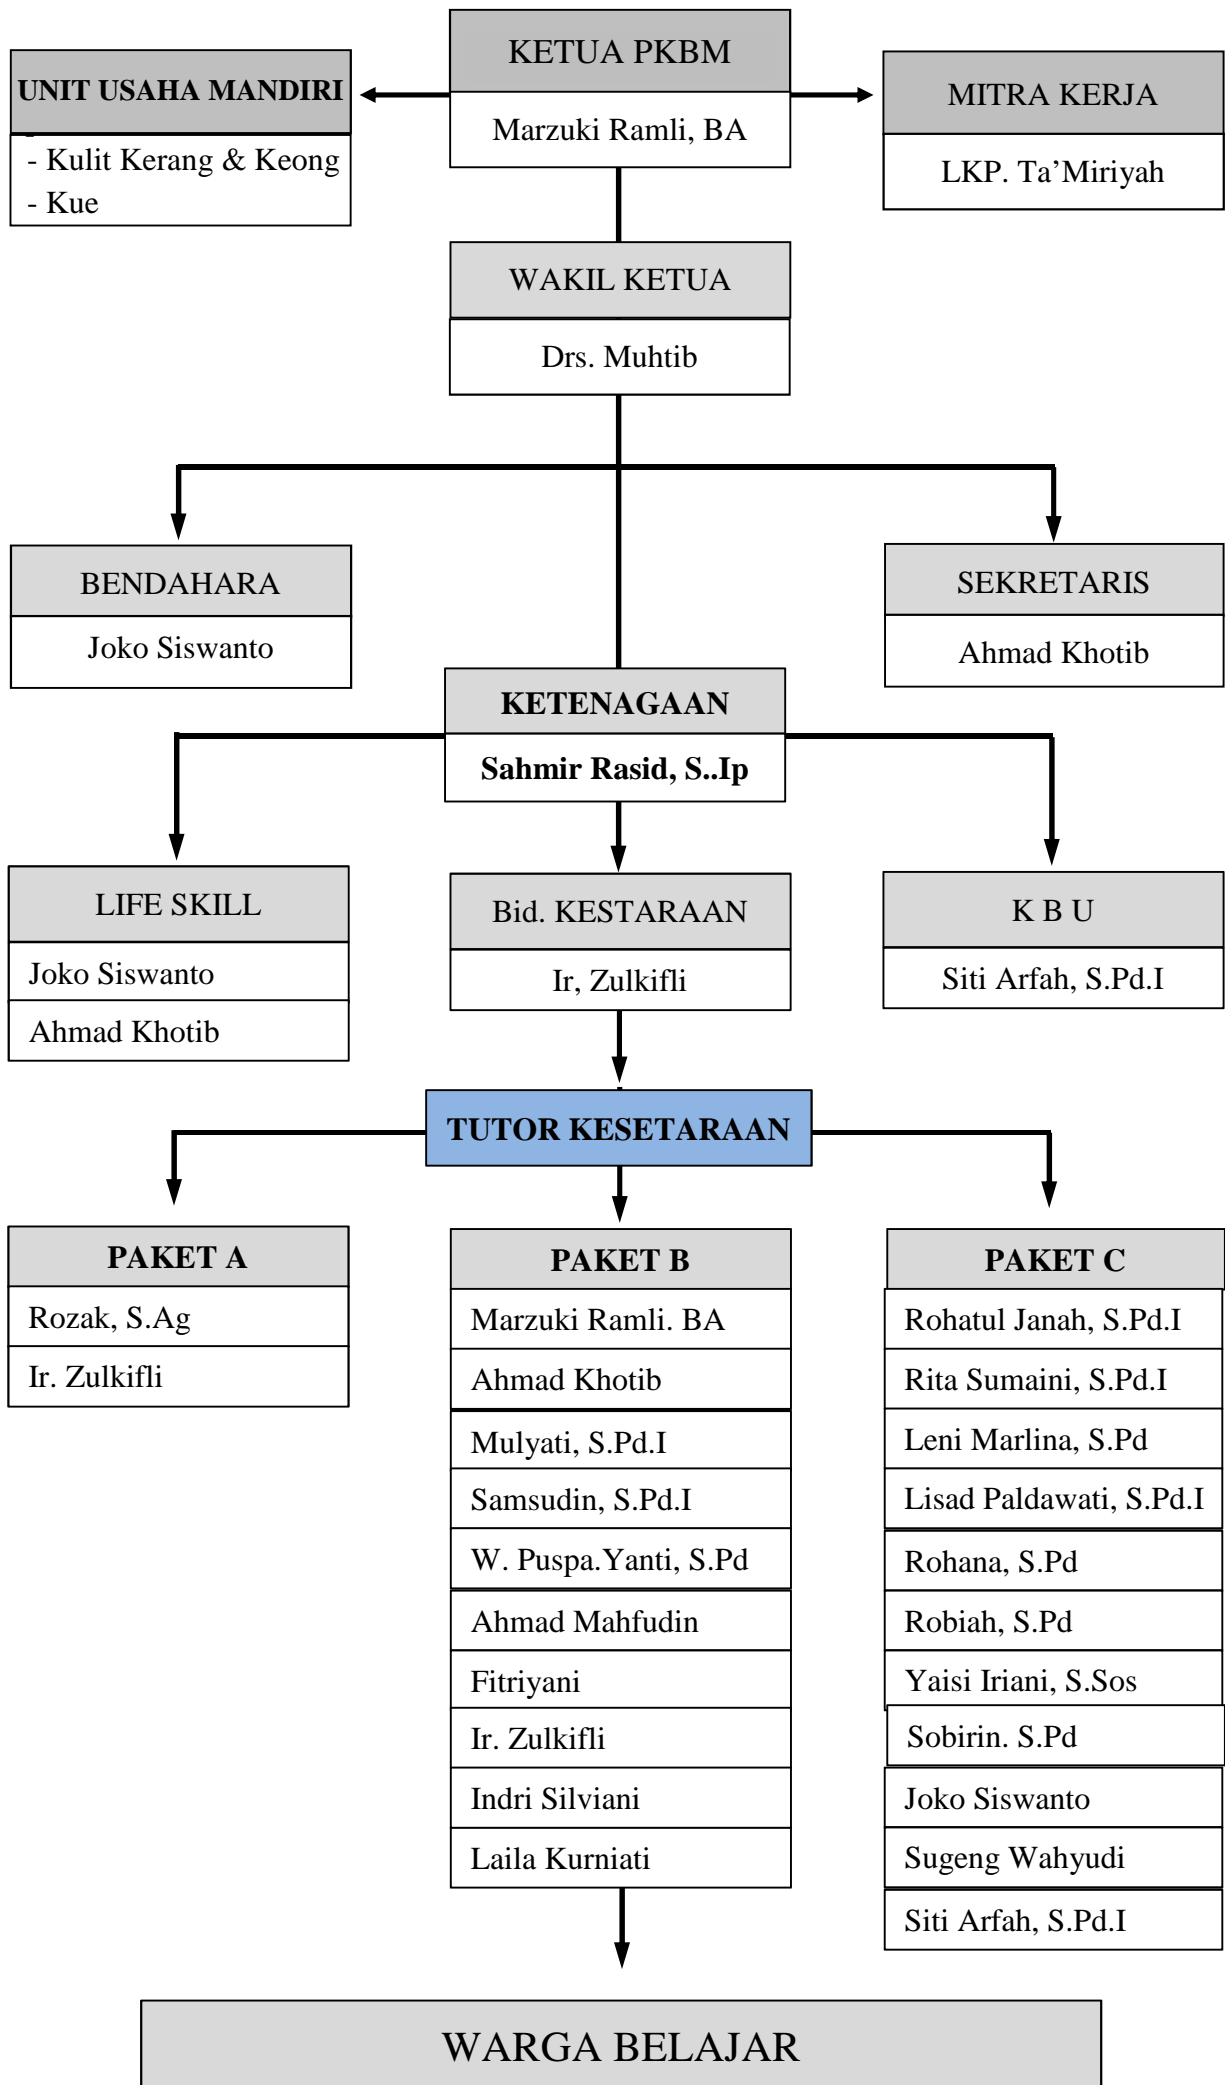 KETUA PKBM
Marzuki Ramli, BA
UNIT USAHA MANDIRI
- Kulit Kerang & Keong
- Kue
MITRA KERJA
LKP. Ta’Miriyah
WAKIL KETUA
Drs. Muhtib
BENDAHARA
Joko Siswanto
SEKRETARIS
Ahmad Khotib
KETENAGAAN
Sahmir Rasid, S..Ip
LIFE SKILL
Joko Siswanto
Ahmad Khotib
Bid. KESTARAAN
Ir, Zulkifli
K B U
Siti Arfah, S.Pd.I
TUTOR KESETARAAN
PAKET A
Rozak, S.Ag
Ir. Zulkifli
PAKET B
Marzuki Ramli. BA
Ahmad Khotib
Mulyati, S.Pd.I
Samsudin, S.Pd.I
W. Puspa.Yanti, S.Pd
Ahmad Mahfudin
Fitriyani
Ir. Zulkifli
Indri Silviani
Laila Kurniati
PAKET C
Rohatul Janah, S.Pd.I
Rita Sumaini, S.Pd.I
Leni Marlina, S.Pd
Lisad Paldawati, S.Pd.I
Rohana, S.Pd
Robiah, S.Pd
Yaisi Iriani, S.Sos
Sobirin. S.Pd
Joko Siswanto
Sugeng Wahyudi
Siti Arfah, S.Pd.I
WARGA BELAJAR